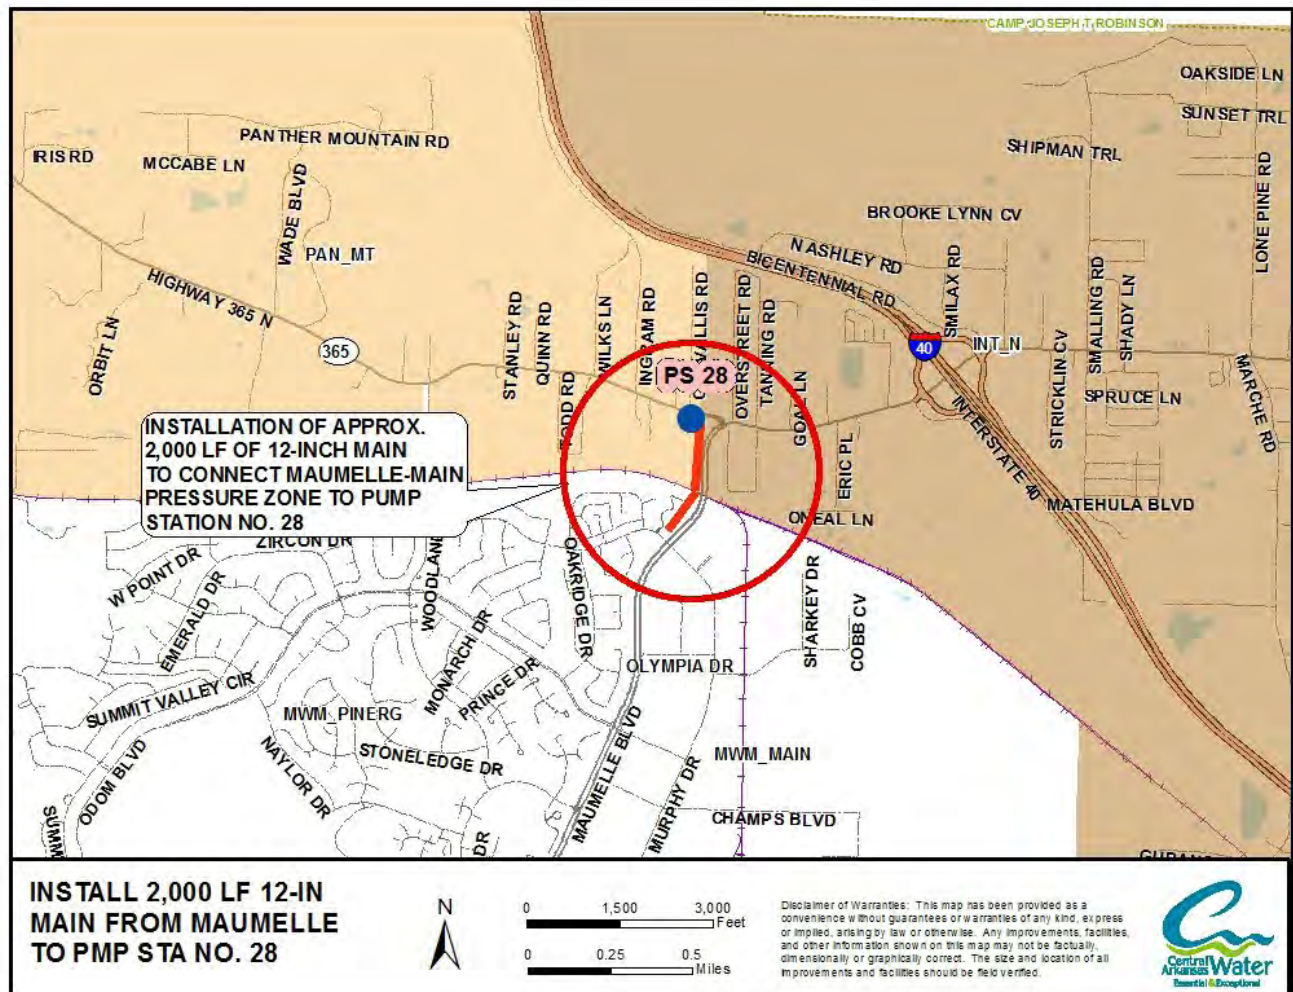 CAMP JOSEPH T ROBINSON
OAKSIDE LN
SUNSET TRL
PANTHER MOUNTAIN RD
IRIS RD
MCCABE LN
SHIPMAN TRL
LONE PINE RD
WADE BLVD
BROOKE LYNN CV
PAN_MT
N ASHLEY RD
BICENTENNIAL RD
SMILAX RD
SMALLING RD
SHADY LN
HIGHWAY 365 N
ORBIT LN
365
STANLEY RD
QUINN RD
WILKS LN
INGRAM RD
OVERSTREET RD
TANNING RD
40
INT_N
STRICKLIN CV
SPRUCE LN
MARCHE RD
PS 28
ERIC PL
INTERSTATE 40
INSTALLATION OF APPROX.
2,000 LF OF 12-INCH MAIN
TO CONNECT MAUMELLE-MAIN
PRESSURE ZONE TO PUMP
STATION NO. 28
MATEHULA BLVD
ONEAL LN
ZIRCON DR
W POINT DR
EMERALD DR
WOODLAN
OAKRIDGE DR
SHARKEY DR
COBB CV
MONARCH DR
PRINCE DR
OLYMPIA DR
SUMMIT VALLEY CIR
MWM_PINERG
STONELEDGE DR
NAYLOR DR
ODOM BLVD
MAUMELLE BLVD
MURPHY DR
MWM_MAIN
CHAMPS BLVD
SUMM
DR
INSTALL 2,000 LF 12-IN
MAIN FROM MAUMELLE
TO PMP STA NO. 28
N
0 1,500 3,000
Feet
0 0.25 0.5
Miles
Disclaimer of Warranties: This map has been provided as a
convenience without guarantees or warranties of any kind, express
or implied, arising by law or otherwise. Any improvements, facilities,
and other information shown on this map may not be factually,
dimensionally or graphically correct. The size and location of all
improvements and facilities should be field verified.
Central
Arkansas Water
Essential & Exceptional